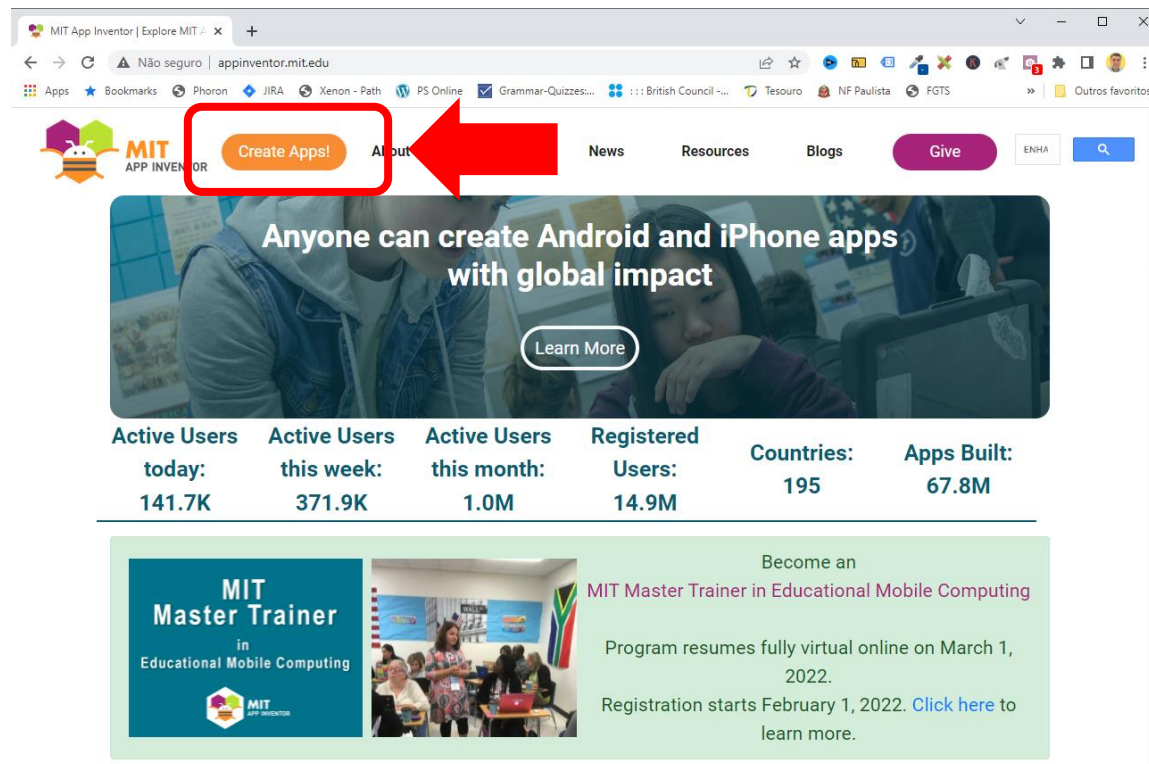 MIT App Inventor | Explore MIT A
Não seguro | appinventor.mit.edu
3
Apps Bookmarks Phoron JIRA Xenon - Path PS Online Grammar-Quizzes:... : : : British Council -... Tesouro NF Paulista FGTS » Outros favoritos
MIT
APP INVENTOR
Create Apps!
About
News
Resources
Blogs
Give
ENHA
Anyone can create Android and iPhone apps
with global impact
Learn More
Active Users today: 141.7K
Active Users this week: 371.9K
Active Users this month: 1.0M
Registered Users: 14.9M
Countries: 195
Apps Built: 67.8M
MIT
Master Trainer
in
Educational Mobile Computing
MIT
APP INVENTOR
WALL
Become an
MIT Master Trainer in Educational Mobile Computing
Program resumes fully virtual online on March 1,
2022.
Registration starts February 1, 2022. Click here to
learn more.